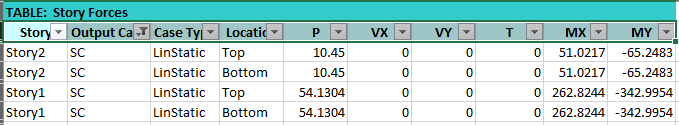 TABLE: Story Forces
Story Output Ca Case Ty Locatio P VX VY T MX MY
Story2 SC LinStatic Top 10.45 0 0 0 51.0217 -65.2483
Story2 SC LinStatic Bottom 10.45 0 0 0 51.0217 -65.2483
Story1 SC LinStatic Top 54.1304 0 0 0 262.8244 -342.9954
Story1 SC LinStatic Bottom 54.1304 0 0 0 262.8244 -342.9954